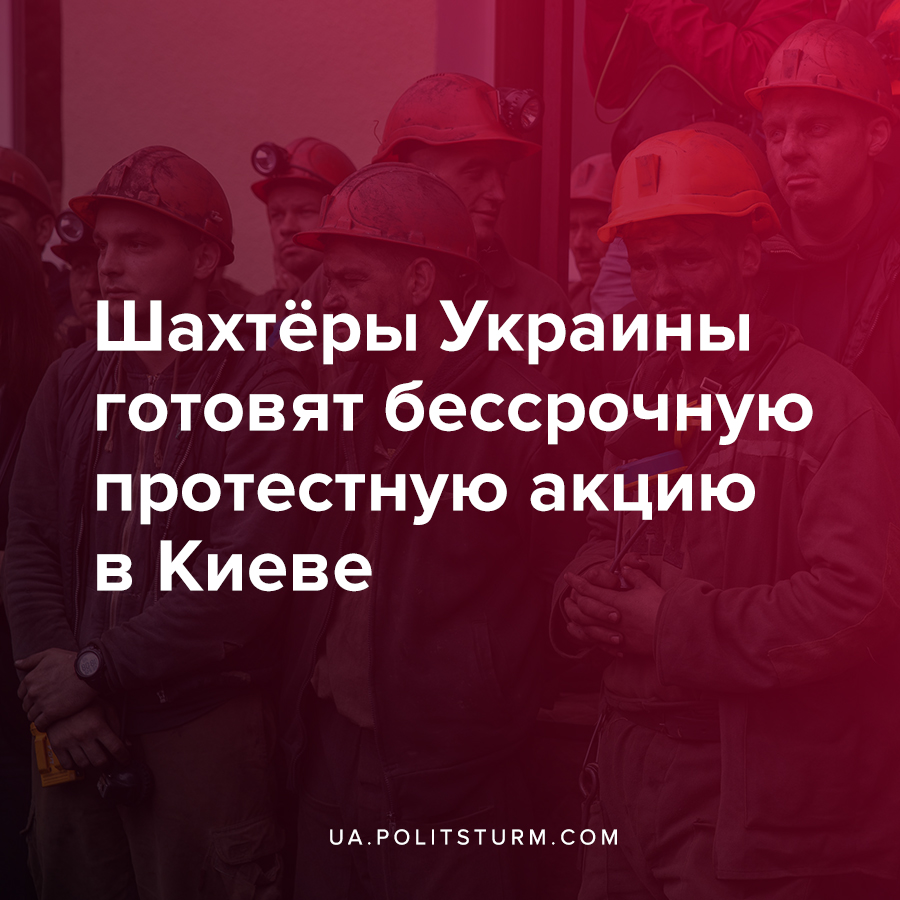 Шахтёры Украины
готовят бессрочную
протестную акцию
в Киеве
UA.POLITSTURM.COM